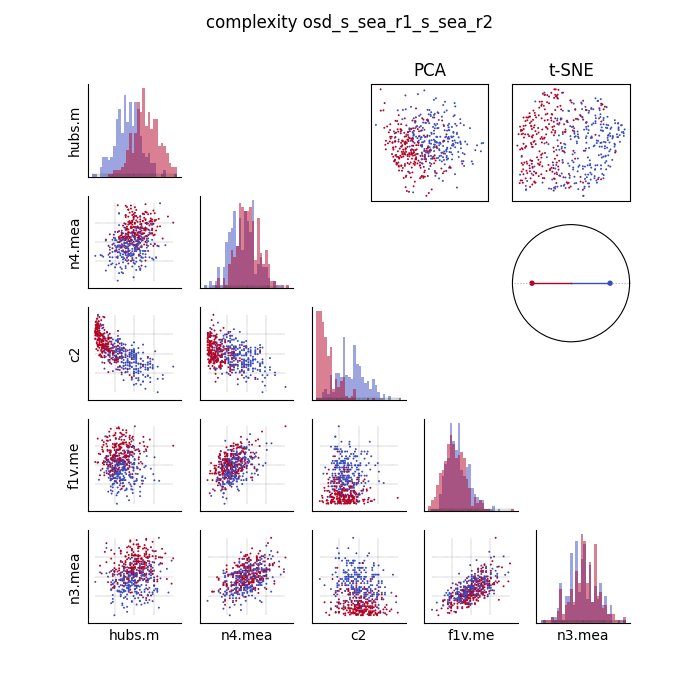 complexity osd_s_sea_r1_s_sea_r2
PCA
t-SNE
hubs.m
n4.mea
c2
f1v.me
n3.mea
hubs.m
n4.mea
c2
f1v.me
n3.mea